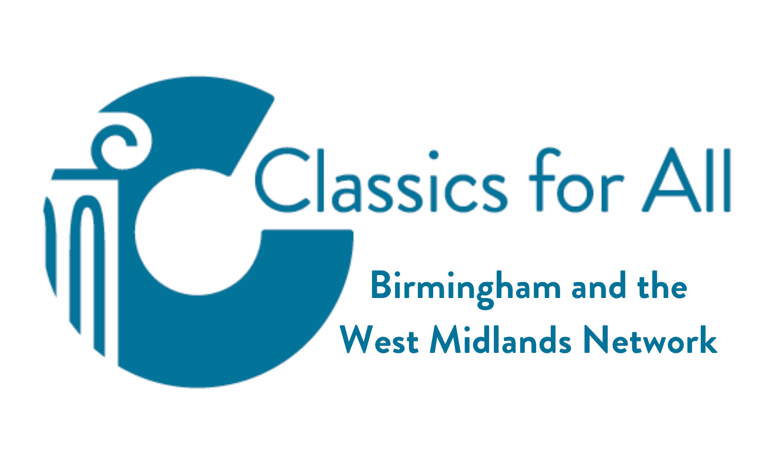 Classics for All
Birmingham and the
West Midlands Network